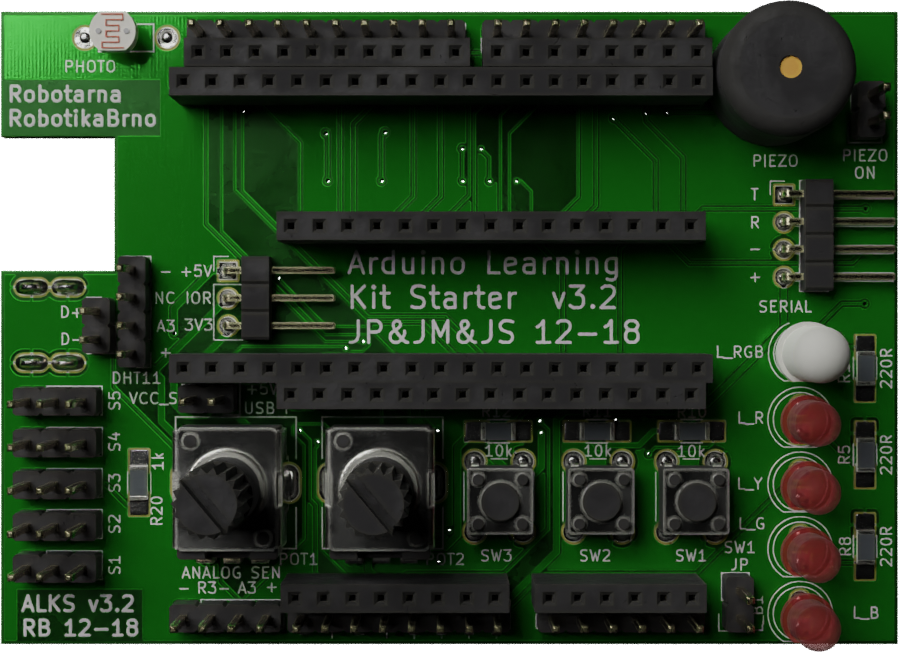 PHOTO
Robotarna
RobotikaBrno
PIEZO
PIEZO
ON
T
R
-
+
SERIAL
- +5V
NC IOR
A3 3V3
+
D+
D-
DHT11
Arduino Learning
Kit Starter v3.2
JP&JM&JS 12-18
VCC_S
+5V
USB
L_RGB
220R
L_R
R5
220R
L_Y
L_G
R8
220R
L_B
S5
S4
S3
S2
S1
1k
R20
10k
10k
10k
SW3
SW2
SW1
SW1
JP
POT1
POT2
ANALOG SEN
- R3- A3 +
ALKS v3.2
RB 12-18